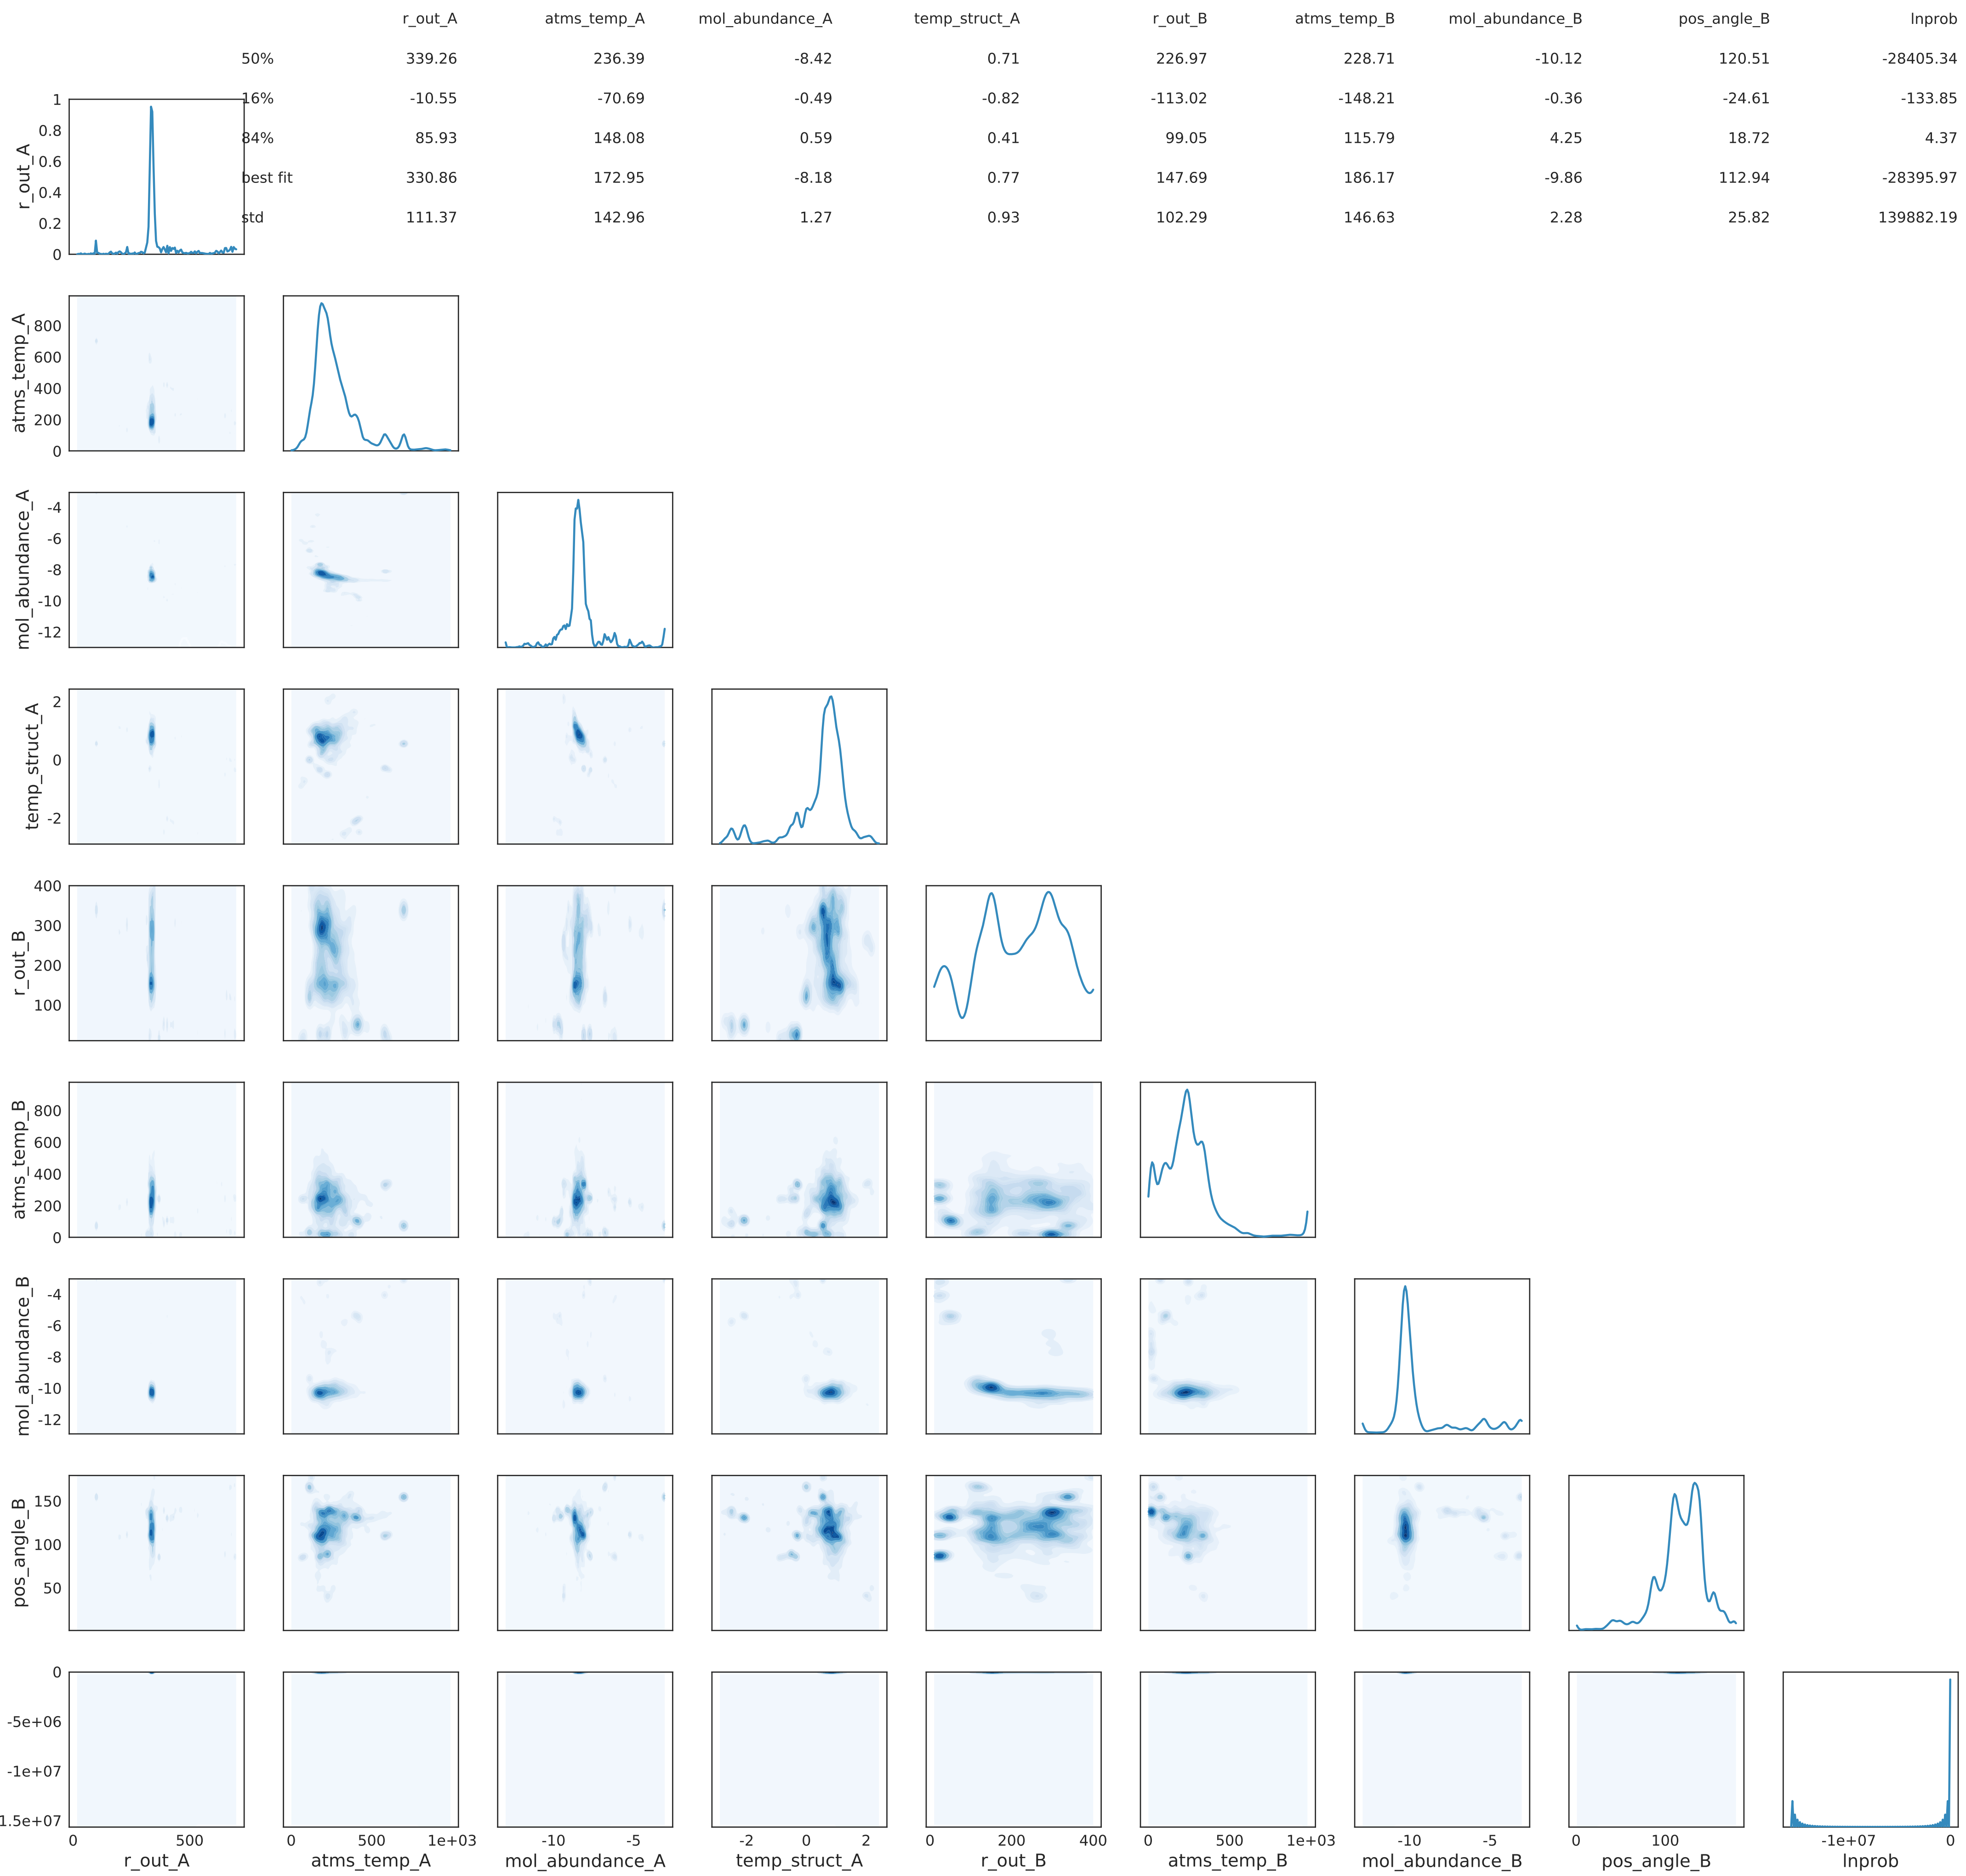 r_out_A atms_temp_A mol_abundance_A temp_struct_A r_out_B atms_temp_B mol_abundance_B pos_angle_B lnprob
50% 339.26 236.39 -8.42 0.71 226.97 228.71 -10.12 120.51 -28405.34
16% -10.55 -70.69 -0.49 -0.82 -113.02 -148.21 -0.36 -24.61 -133.85
84% 85.93 148.08 0.59 0.41 99.05 115.79 4.25 18.72 4.37
best fit 330.86 172.95 -8.18 0.77 147.69 186.17 -9.86 112.94 -28395.97
std 111.37 142.96 1.27 0.93 102.29 146.63 2.28 25.82 139882.19
r_out_A
1
0.8
0.6
0.4
0.2
0
atms_temp_A
800
600
400
200
0
mol_abundance_A
-4
-6
-8
-10
-12
temp_struct_A
2
0
-2
r_out_B
400
300
200
100
atms_temp_B
800
600
400
200
0
mol_abundance_B
-4
-6
-8
-10
-12
pos_angle_B
150
100
50
0
-5e+06
-1e+07
1.5e+07
0 500 0 500 1e+03 -10 -5 -2 0 2 0 200 400 0 500 1e+03 -10 -5 0 100 -1e+07 0
r_out_A atms_temp_A mol_abundance_A temp_struct_A r_out_B atms_temp_B mol_abundance_B pos_angle_B lnprob